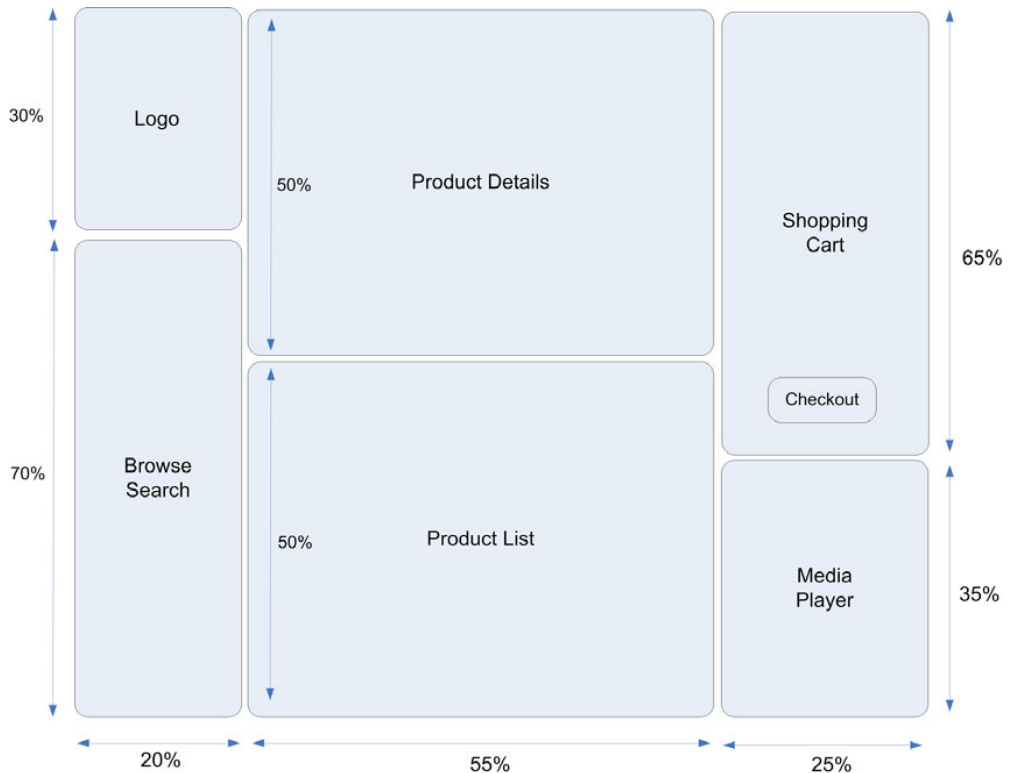 30%
Logo
50%
Product Details
Shopping
Cart
65%
Checkout
70%
Browse
Search
50%
Product List
Media
Player
35%
20%
55%
25%